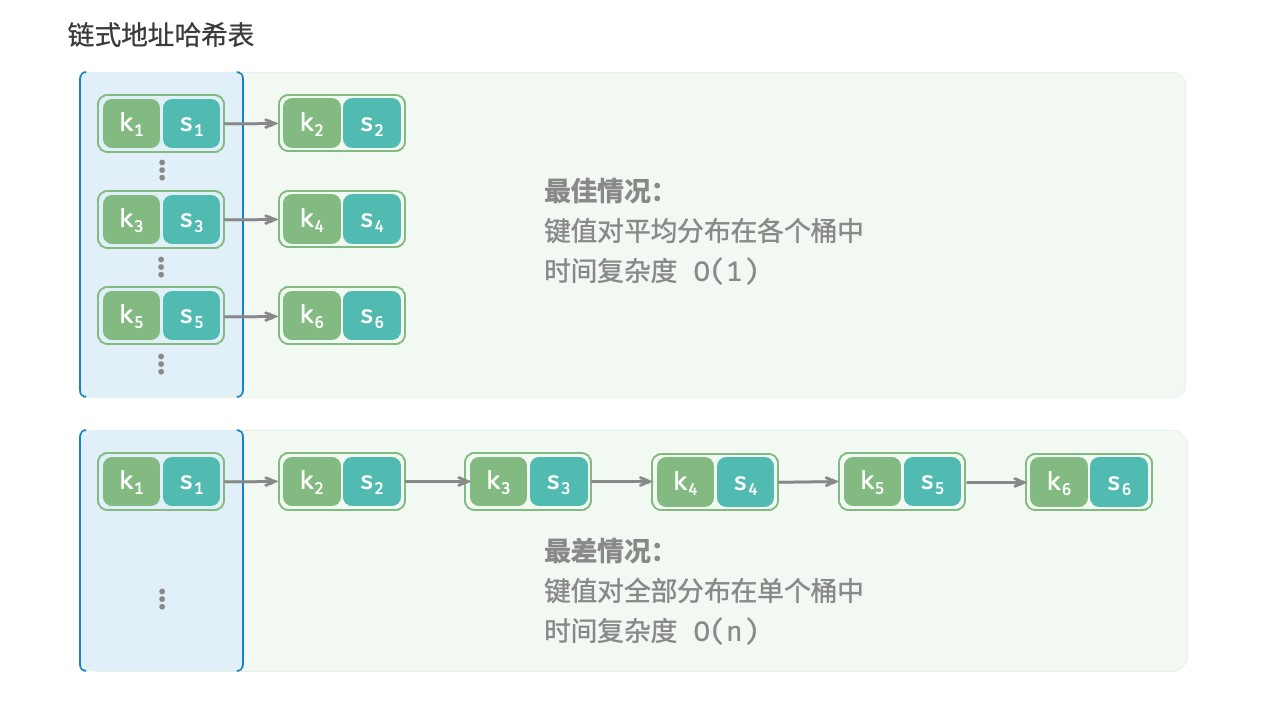 链式地址哈希表
k₁ s₁ k₂ s₂
k₃ s₃ k₄ s₄
k₅ s₅ k₆ s₆
最佳情况：
键值对平均分布在各个桶中
时间复杂度 O(1)
k₁ s₁ k₂ s₂ k₃ s₃ k₄ s₄ k₅ s₅ k₆ s₆
最差情况：
键值对全部分布在单个桶中
时间复杂度 O(n)